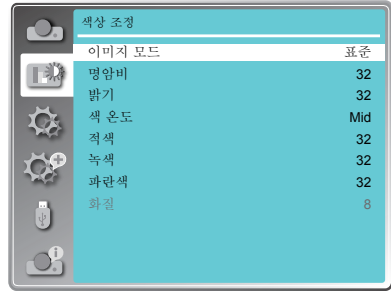 색상 조정
이미지 모드 표준
명암비 32
밝기 32
색 온도 Mid
적색 32
녹색 32
파란색 32
화질 8